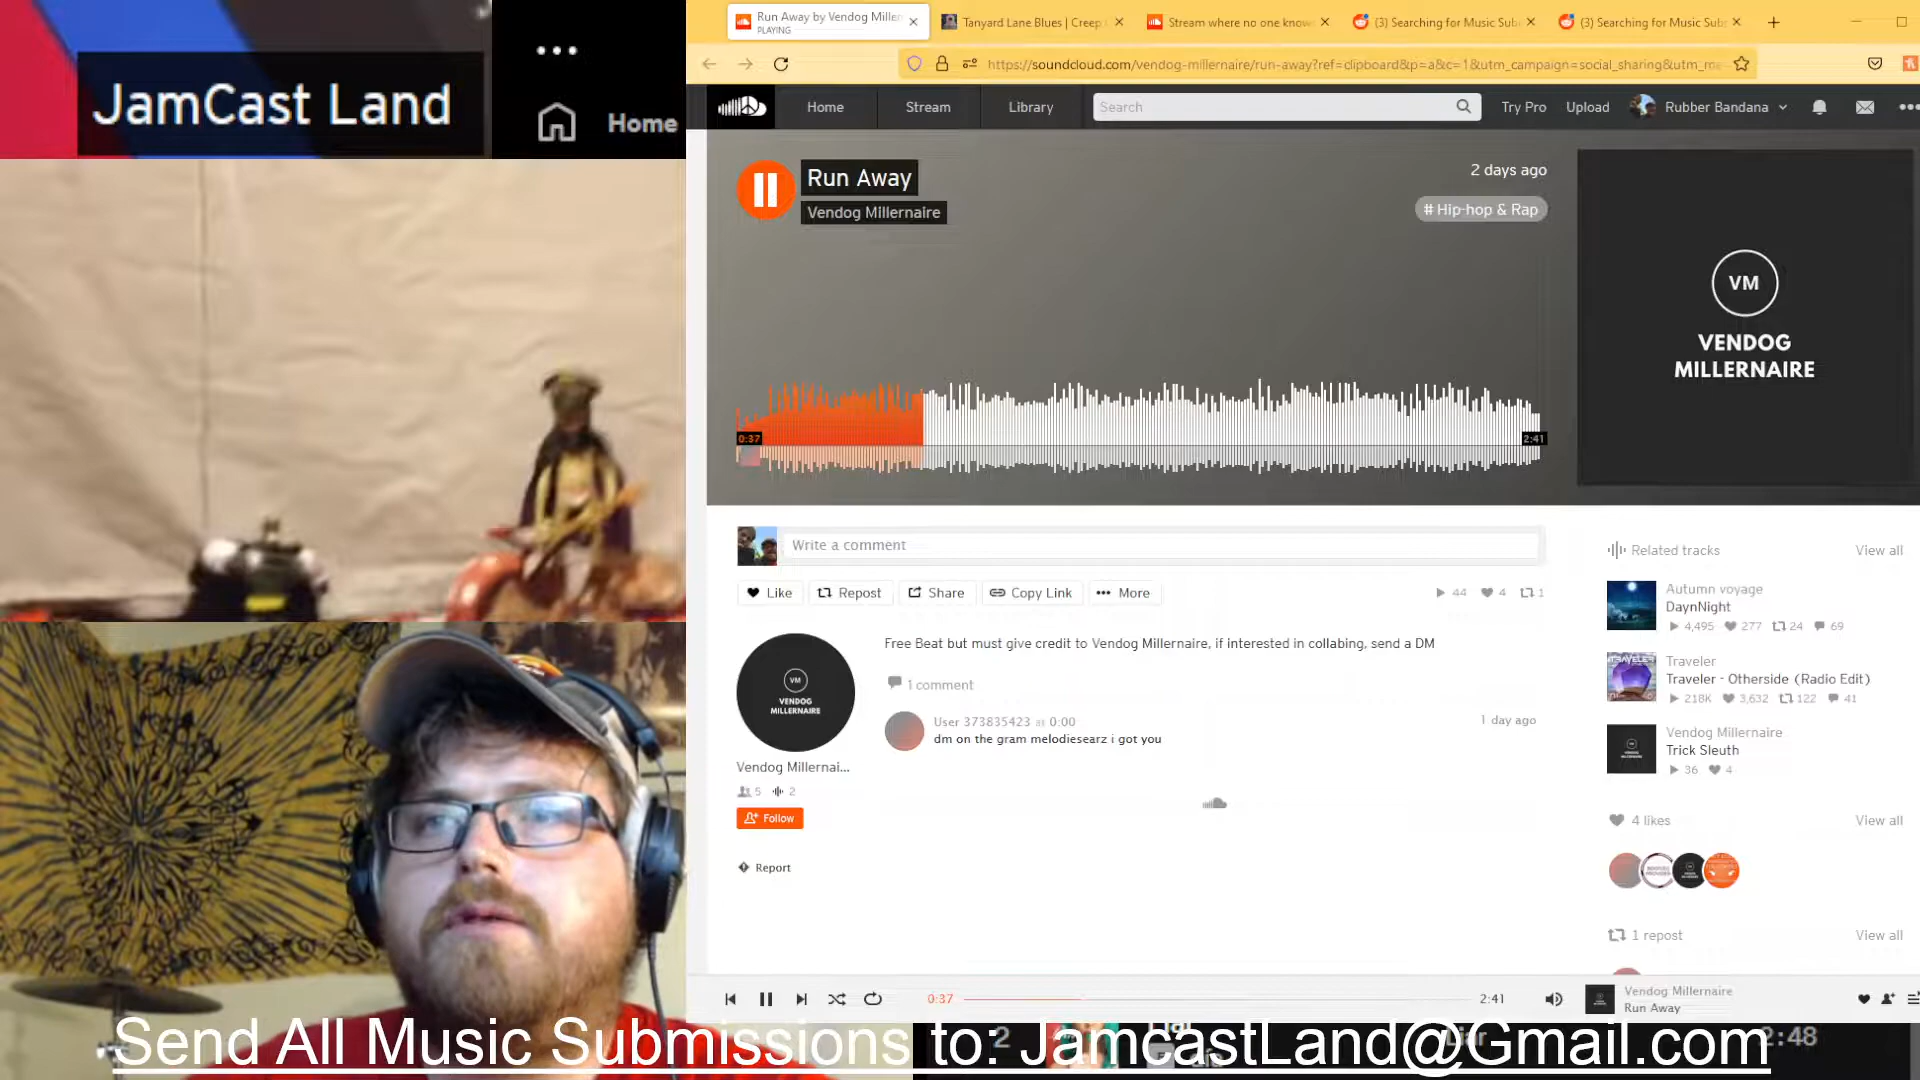 JamCast Land
Home
Run Away by Vendog Miller
PLAYING
Tanyard Lane Blues | Creep
Stream where no one know
(3) Searching for Music Sub
(3) Searching for Music Sub
https://soundcloud.com/vendog-millernaire/run-away?ref=clipboard&p=a&c=1&utm_campaign=social_sharing&utm_me
Home
Stream
Library
Search
Try Pro
Upload
Rubber Bandana
Run Away
Vendog Millernaire
2 days ago
# Hip-hop & Rap
VM
VENDOG
MILLERNAIRE
0:37
2:41
Write a comment
Like
Repost
Share
Copy Link
More
44
4
1
VM
VENDOG
MILLERNAIRE
Vendog Millernai...
5
2
Follow
Report
Free Beat but must give credit to Vendog Millernaire, if interested in collabing, send a DM
1 comment
User 373835423 at 0:00
1 day ago
dm on the gram melodiesearz i got you
Related tracks
View all
Autumn voyage
DaynNight
4,495 277 24 69
Traveler
Traveler - Otherside (Radio Edit)
218K 3,632 122 41
Vendog Millernaire
Trick Sleuth
36 4
4 likes
View all
1 repost
View all
0:37
2:41
Vendog Millernaire
Run Away
Send All Music Submissions to: JamcastLand@Gmail.com
2
Liar
2:48